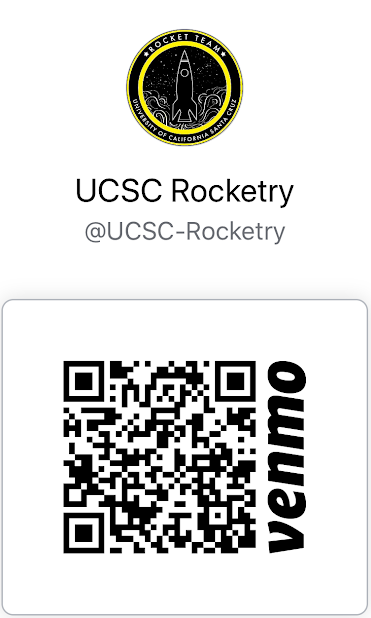 ★ROCKET TEAM★
UNIVERSITY OF CALIFORNIA SANTA CRUZ
UCSC Rocketry
@UCSC-Rocketry
venmo